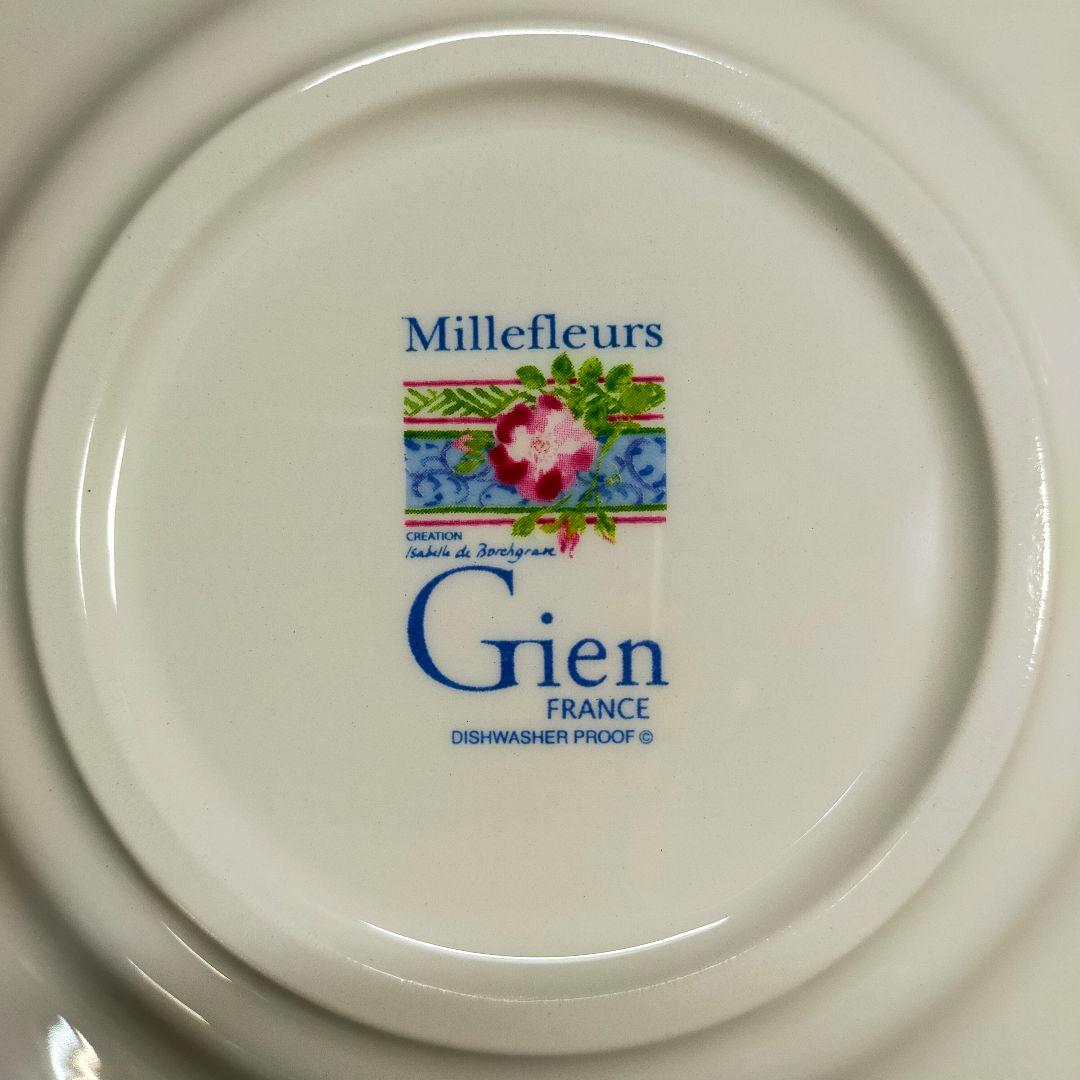 Millefleurs
CREATION
Isabelle de Borchgrave
Gien
FRANCE
DISHWASHER PROOF ©